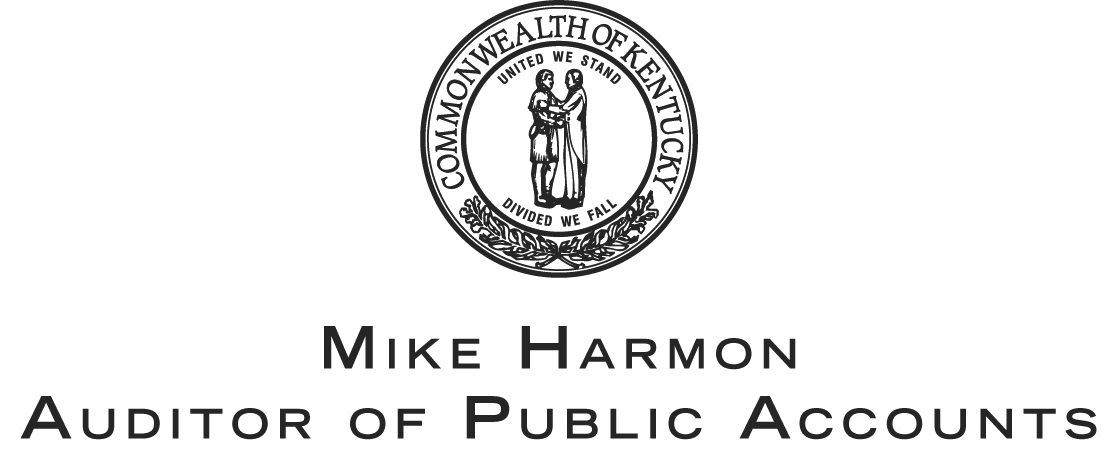 COMMONWEALTH OF KENTUCKY
UNITED WE STAND
DIVIDED WE FALL
MIKE HARMON
AUDITOR OF PUBLIC ACCOUNTS